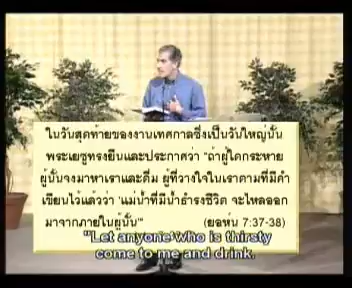 ในวันสุดท้ายของงานเทศกาลซึ่งเป็นวันใหญ่นั้น
พระเยซูทรงยืนและประกาศว่า "ถ้าผู้ใดกระหาย
ผู้นั้นจงมาหาเราและดื่ม ผู้ที่วางใจในเราตามที่มีคำ
เขียนไว้แล้วว่า 'แม่น้ำที่มีน้ำธำรงชีวิต จะไหลออก
มาจากภายในผู้นั้น'" (ยอห์น 7:37-38)
"Let anyone who is thirsty
come to me and drink.